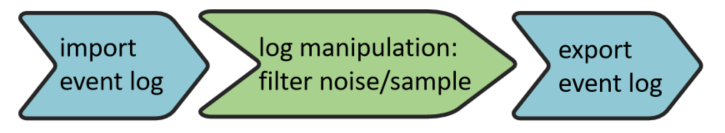 import
event log
log manipulation:
filter noise/sample
export
event log